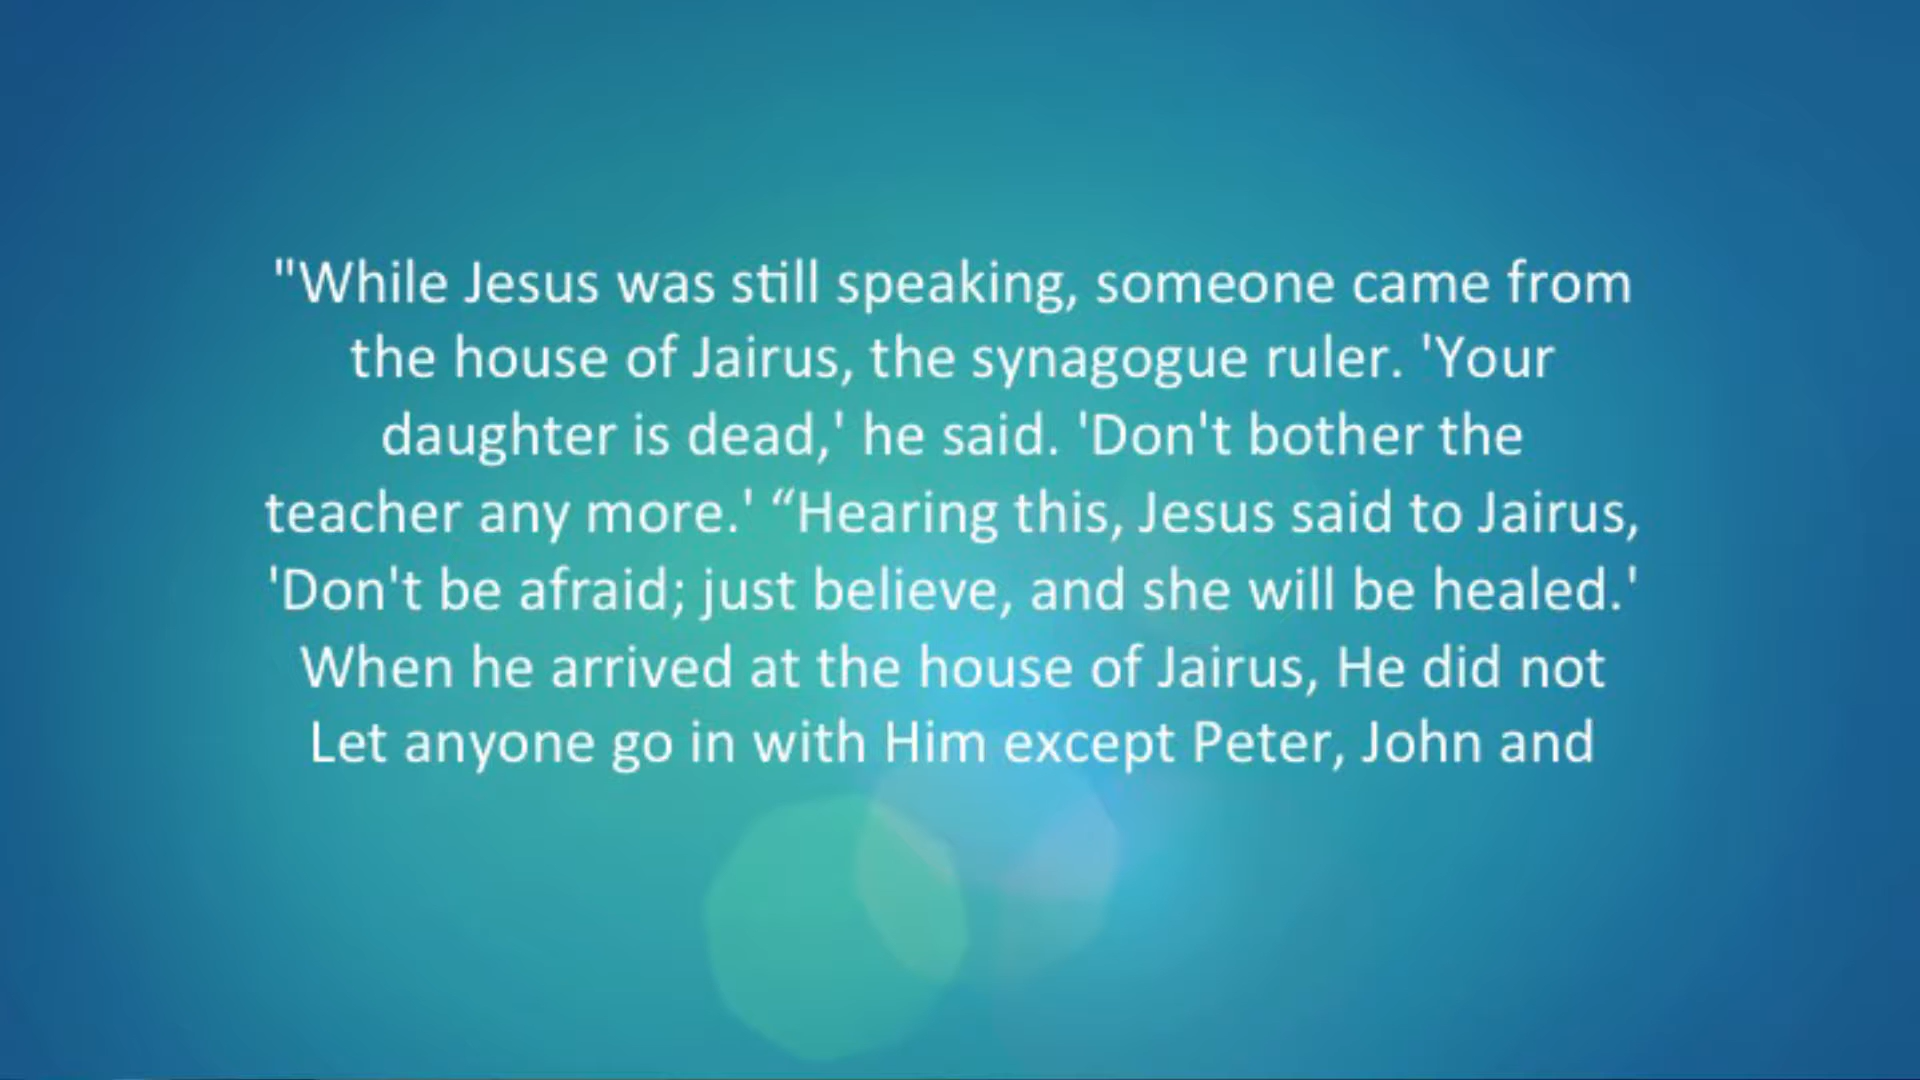 "While Jesus was still speaking, someone came from
the house of Jairus, the synagogue ruler. 'Your
daughter is dead,' he said. 'Don't bother the
teacher any more.' “Hearing this, Jesus said to Jairus,
'Don't be afraid; just believe, and she will be healed.'
When he arrived at the house of Jairus, He did not
Let anyone go in with Him except Peter, John and